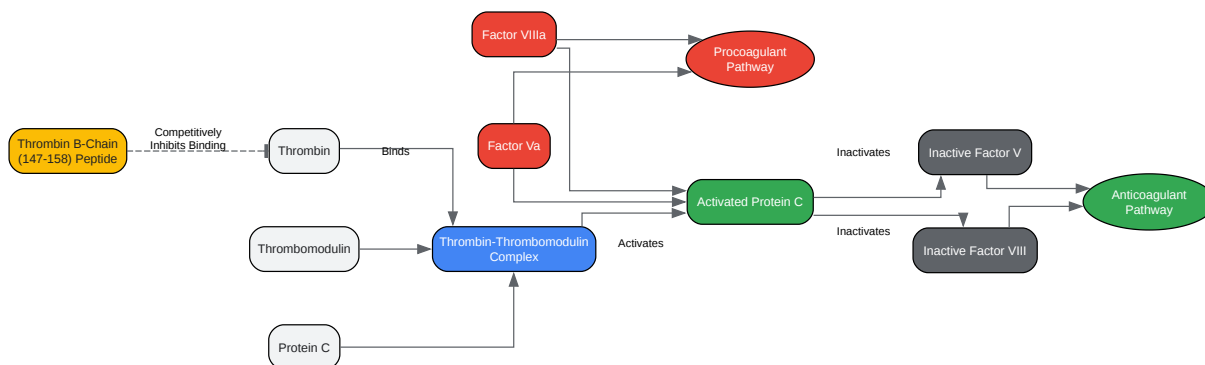 Factor VIIIa
Procoagulant
Pathway
Thrombin B-Chain
(147-158) Peptide
Competitively
Inhibits Binding
Thrombin
Binds
Factor Va
Inactivates
Inactive Factor V
Activated Protein C
Anticoagulant
Pathway
Thrombomodulin
Thrombin-Thrombomodulin
Complex
Activates
Inactivates
Inactive Factor VIII
Protein C